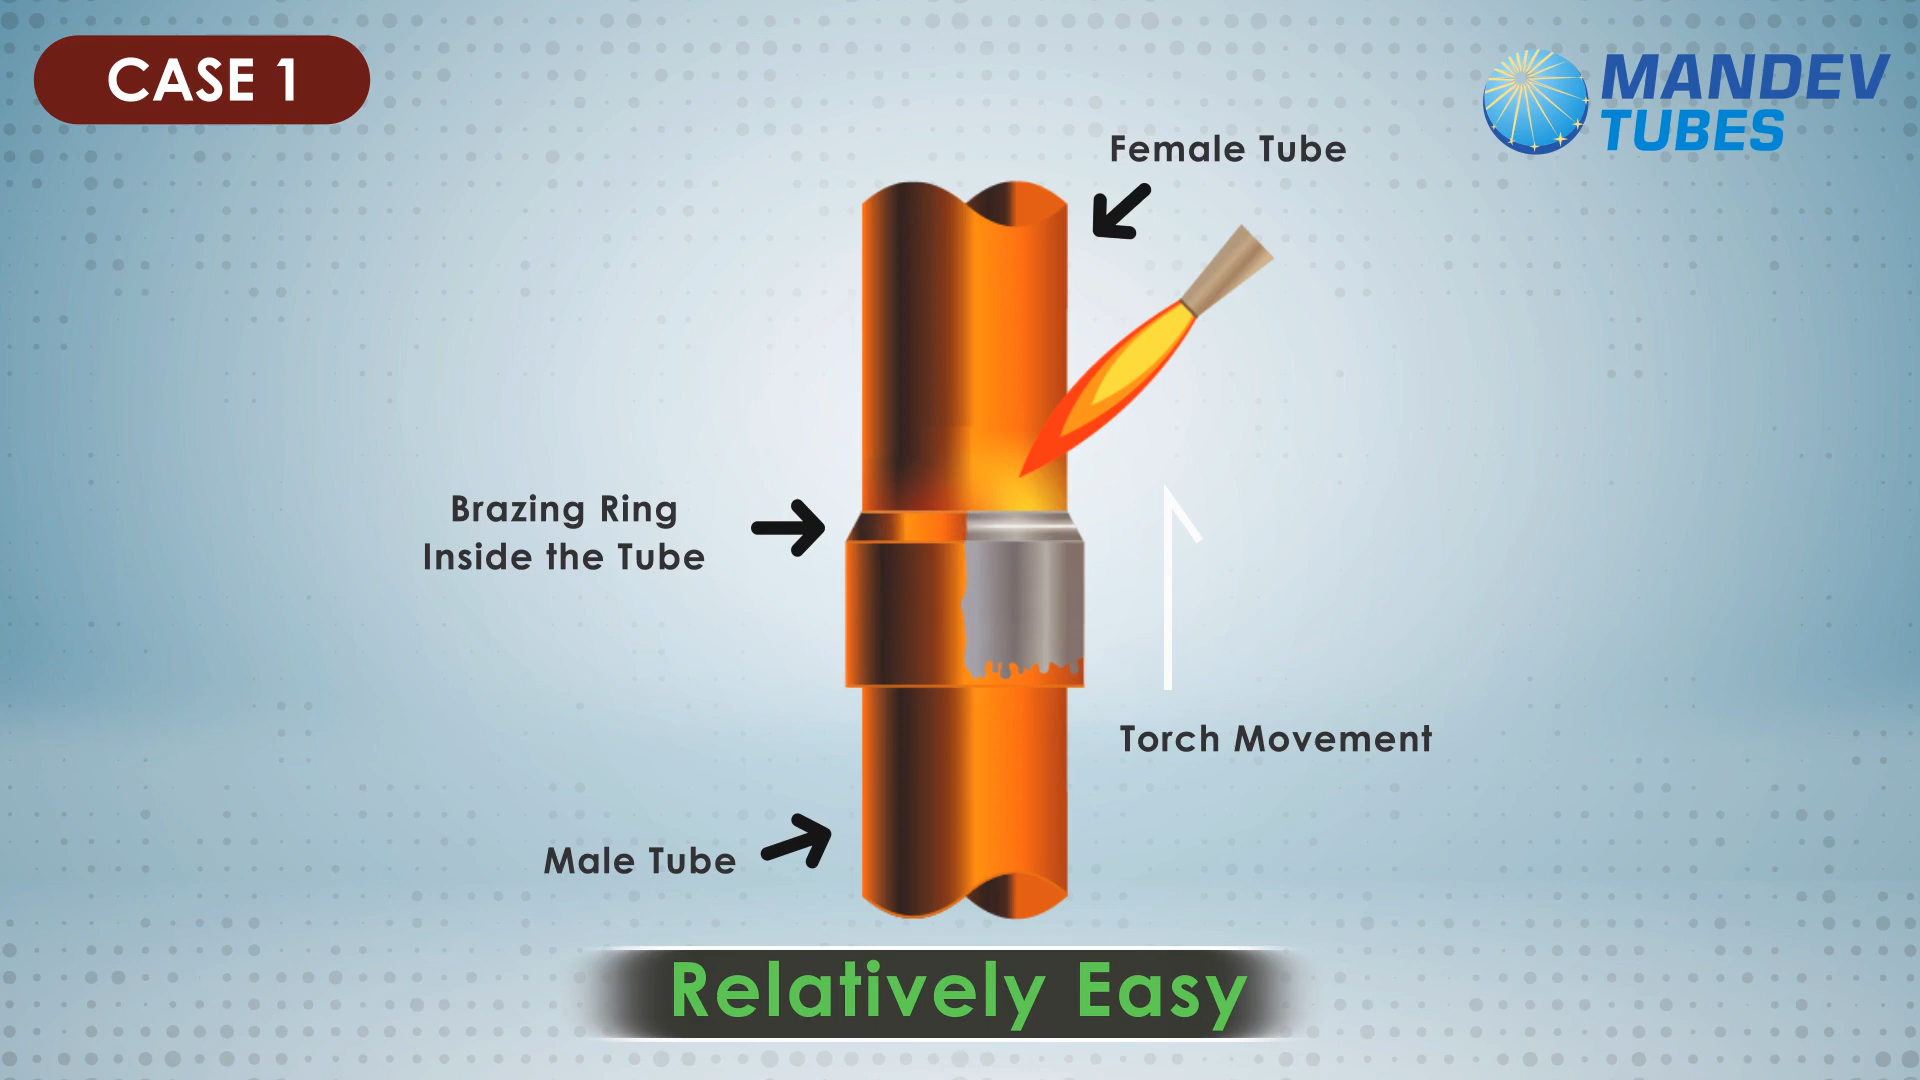 CASE 1
MANDEV
TUBES
Female Tube
Brazing Ring
Inside the Tube
Torch Movement
Male Tube
Relatively Easy